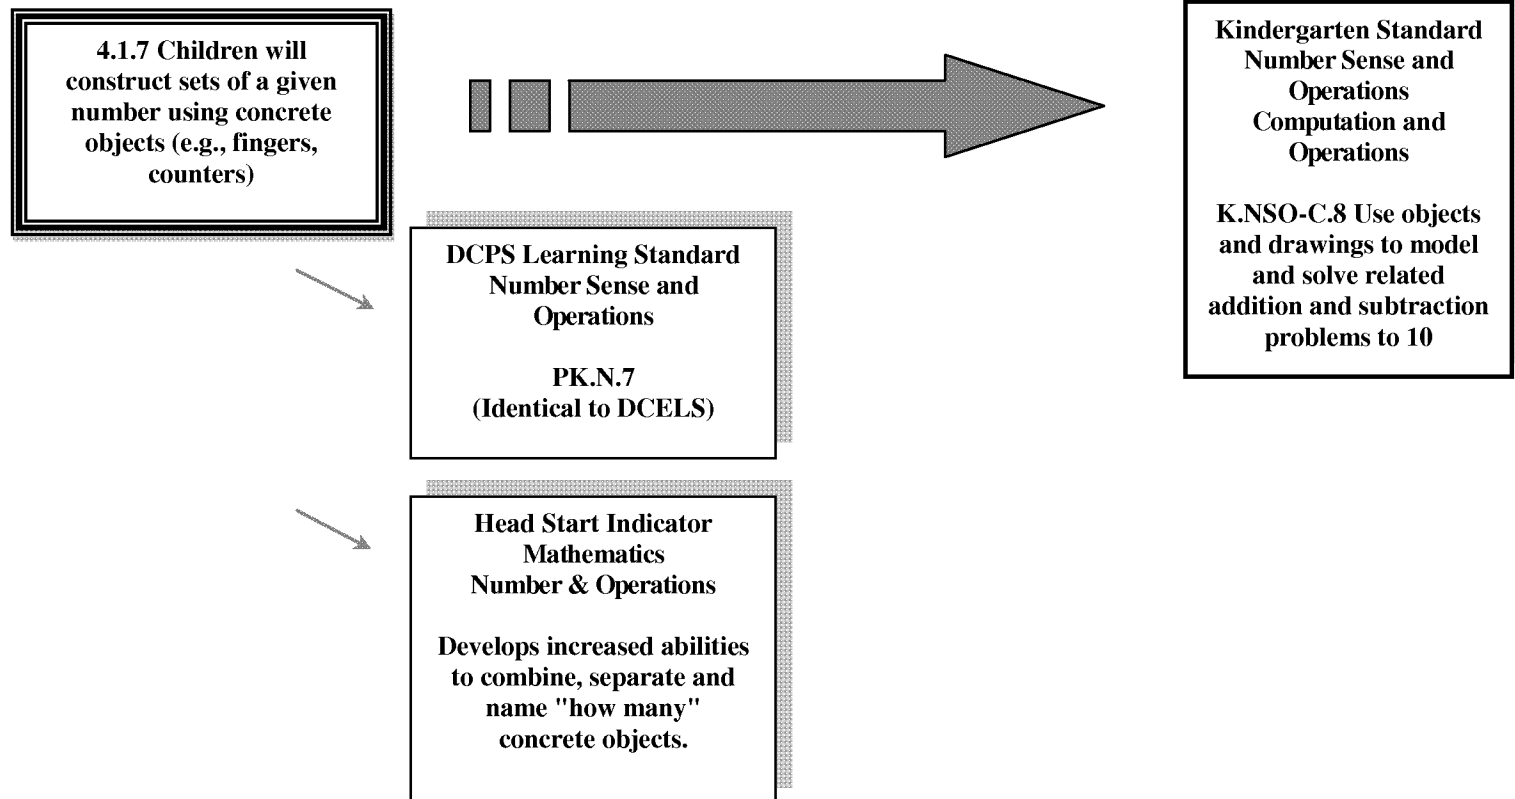 4.1.7 Children will
construct sets of a given
number using concrete
objects (e.g., fingers,
counters)
Kindergarten Standard
Number Sense and
Operations
Computation and
Operations
K.NSO-C.8 Use objects
and drawings to model
and solve related
addition and subtraction
problems to 10
DCPS Learning Standard
Number Sense and
Operations
PK.N.7
(Identical to DCELS)
Head Start Indicator
Mathematics
Number & Operations
Develops increased abilities
to combine, separate and
name "how many"
concrete objects.